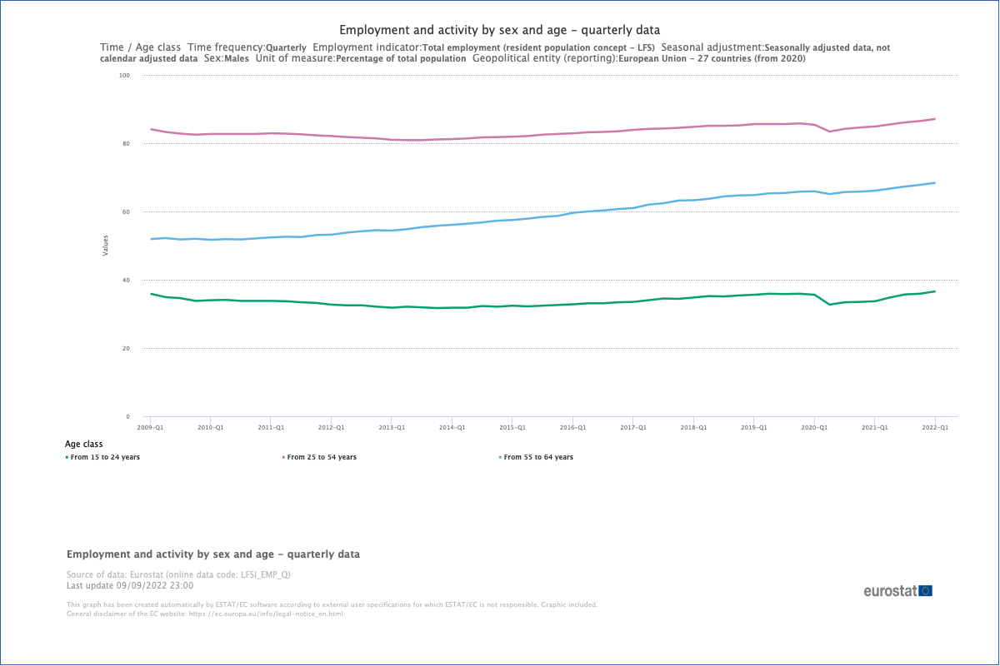 Employment and activity by sex and age - quarterly data
Time / Age class Time frequency:Quarterly Employment indicator:Total employment (resident population concept - LFS) Seasonal adjustment:Seasonally adjusted data, not
calendar adjusted data Sex:Males Unit of measure:Percentage of total population Geopolitical entity (reporting):European Union - 27 countries (from 2020)
100
80
60
Values
40
20
0
2009-Q1 2010-Q1 2011-Q1 2012-Q1 2013-Q1 2014-Q1 2015-Q1 2016-Q1 2017-Q1 2018-Q1 2019-Q1 2020-Q1 2021-Q1 2022-Q1
Age class
From 15 to 24 years From 25 to 54 years From 55 to 64 years
Employment and activity by sex and age - quarterly data
Source of data: Eurostat (online data code: LFSI_EMP_Q)
Last update 09/09/2022 23:00
eurostat
This graph has been created automatically by ESTAT/EC software according to external user specifications for which ESTAT/EC is not responsible. Graphic included.
General disclaimer of the EC website: https://ec.europa.eu/info/legal-notice_en.html